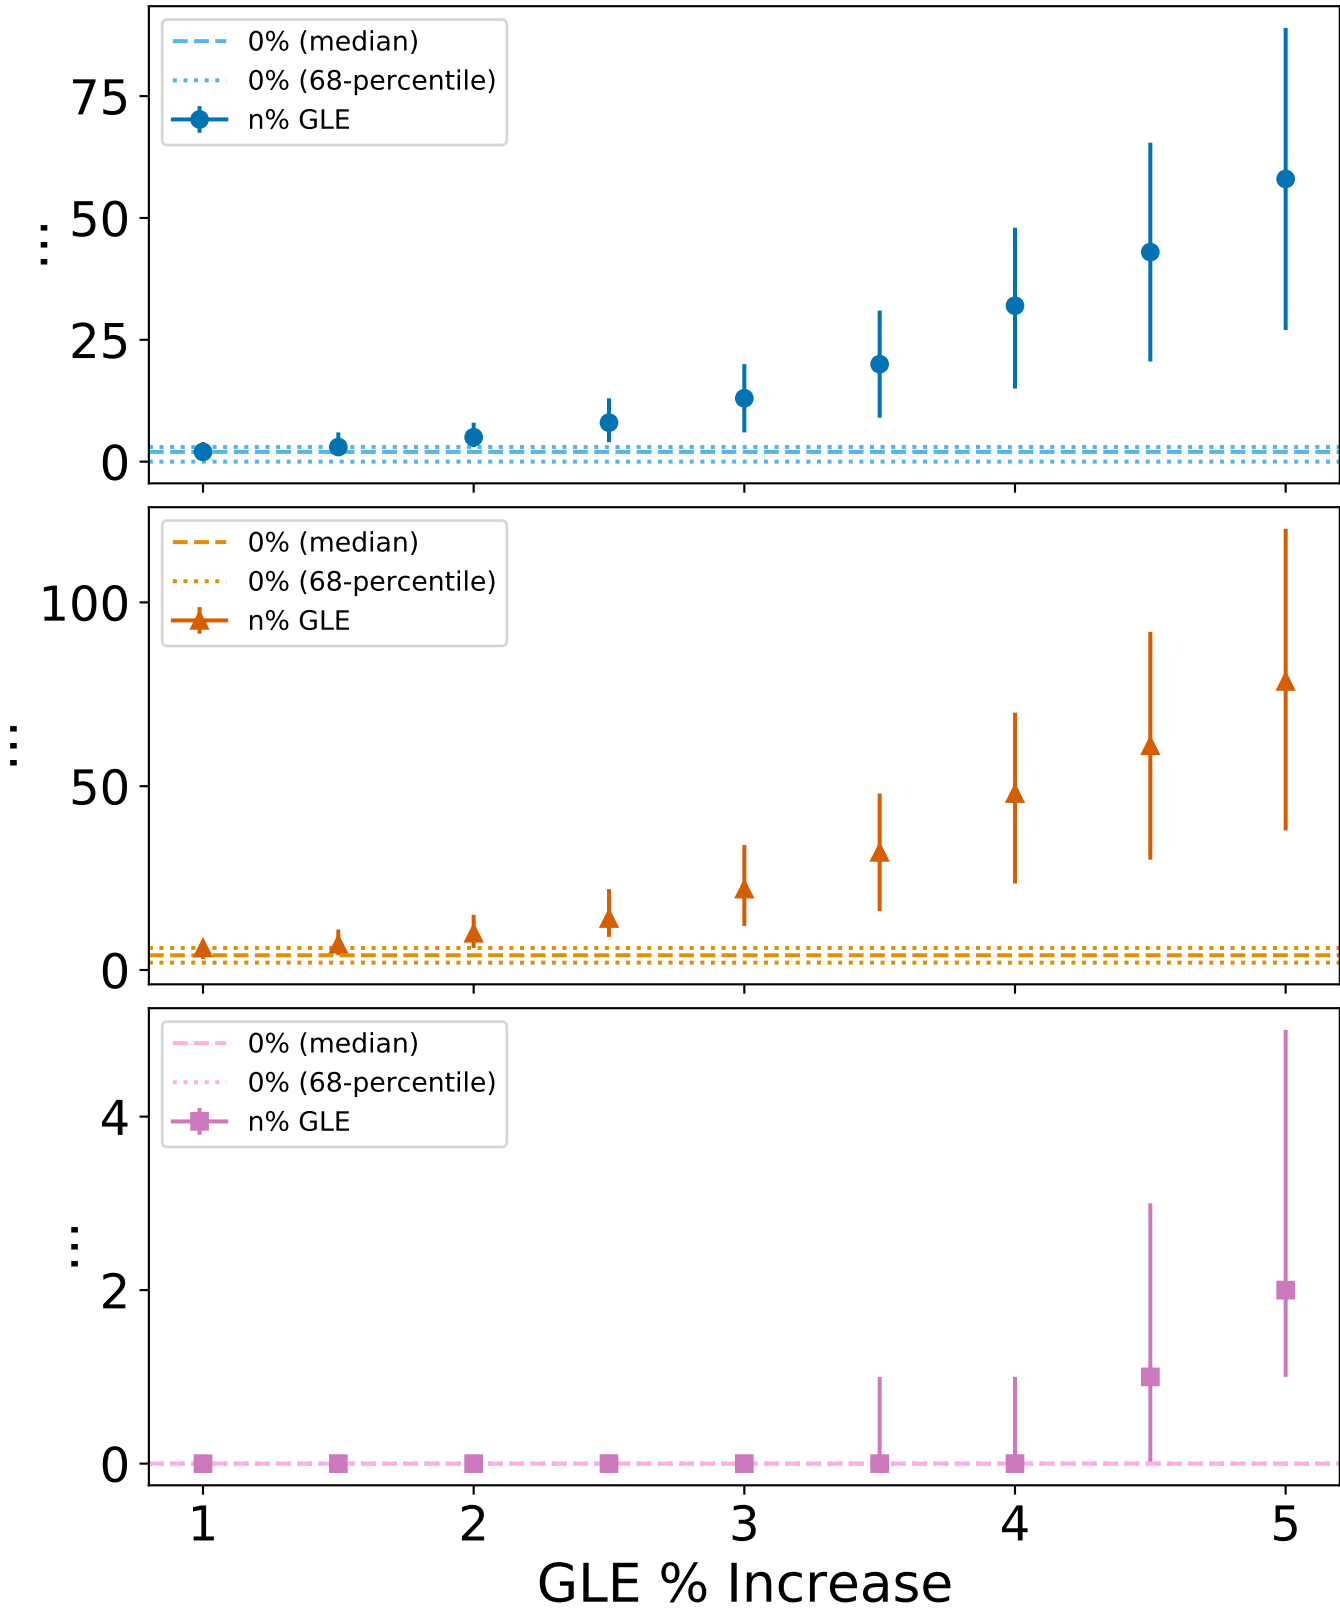 0% (median)
0% (68-percentile)
n% GLE
75
50
25
0
...
0% (median)
0% (68-percentile)
n% GLE
100
50
0
...
0% (median)
0% (68-percentile)
n% GLE
4
2
0
...
1 2 3 4 5
GLE % Increase